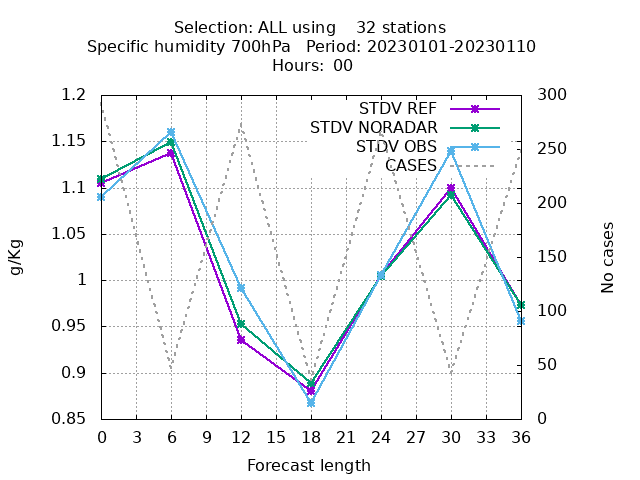 Selection: ALL using    32 stations
Specific humidity 700hPa   Period: 20230101-20230110
Hours:  00
1.2
1.15
1.1
1.05
1
0.95
0.9
0.85
g/Kg
STDV REF
STDV NORADAR
STDV OBS
CASES
300
250
200
150
100
50
0
No cases
0 3 6 9 12 15 18 21 24 27 30 33 36
Forecast length